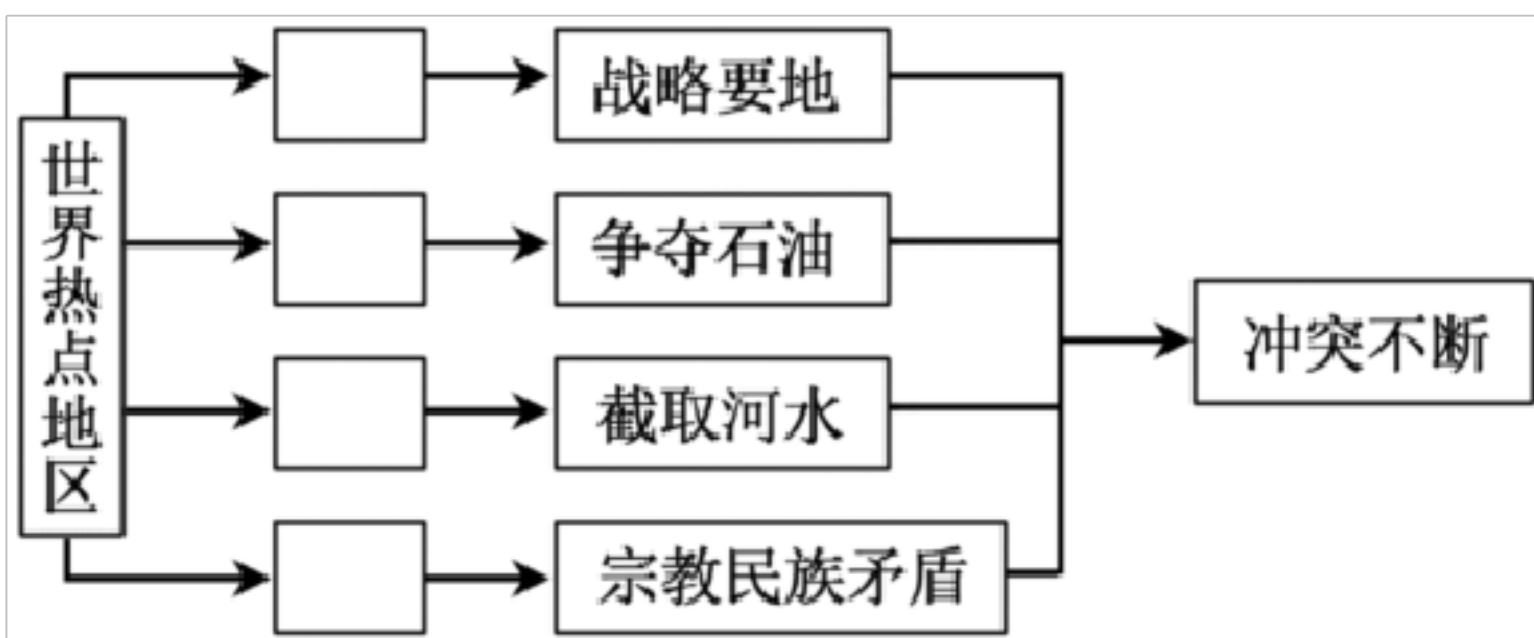 世界热点地区
战略要地
争夺石油
截取河水
宗教民族矛盾
冲突不断